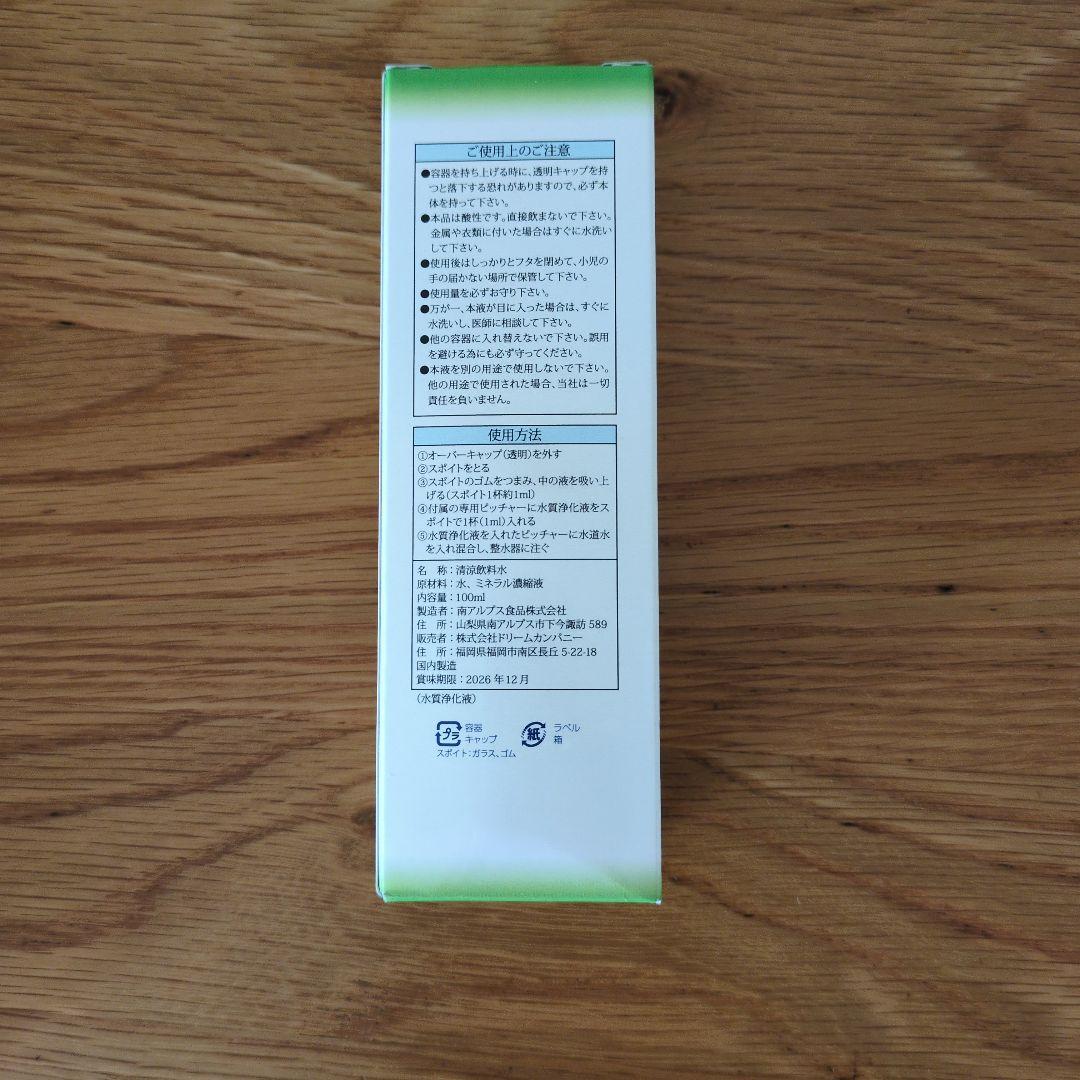 ご使用上のご注意
●容器を持ち上げる時に、透明キャップを持
つと落下する恐れがありますので、必ず本
体を持って下さい。
●本品は酸性です。直接飲まないで下さい。
金属や衣類に付いた場合はすぐに水洗い
して下さい。
●使用後はしっかりとフタを閉めて、小児の
手の届かない場所で保管して下さい。
●使用量を必ずお守り下さい。
●万が一、本液が目に入った場合は、すぐに
水洗いし、医師に相談して下さい。
●他の容器に入れ替えないで下さい。誤用
を避ける為にも必ず守ってください。
●本液を別の用途で使用しないで下さい。
他の用途で使用された場合、当社は一切
責任を負いません。
使用方法
①オーバーキャップ(透明)を外す
②スポイトをとる
③スポイトのゴムをつまみ、中の液を吸い上
げる(スポイト1杯約1ml)
④付属の専用ピッチャーに水質浄化液をス
ポイトで1杯(1ml)入れる
⑤水質浄化液を入れたピッチャーに水道水
を入れ混合し、整水器に注ぐ
名 称：清涼飲料水
原材料：水、ミネラル濃縮液
内容量：100ml
製造者：南アルプス食品株式会社
住 所：山梨県南アルプス市下今諏訪 589
販売者：株式会社ドリームカンパニー
住 所：福岡県福岡市南区長丘 5-22-18
国内製造
賞味期限：2026 年12月
(水質浄化液)
プラ 容器 キャップ
紙 ラベル 箱
スポイト：ガラス、ゴム